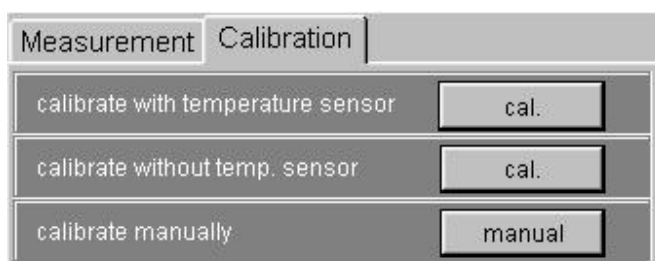 Measurement Calibration
calibrate with temperature sensor cal.
calibrate without temp. sensor cal.
calibrate manually manual